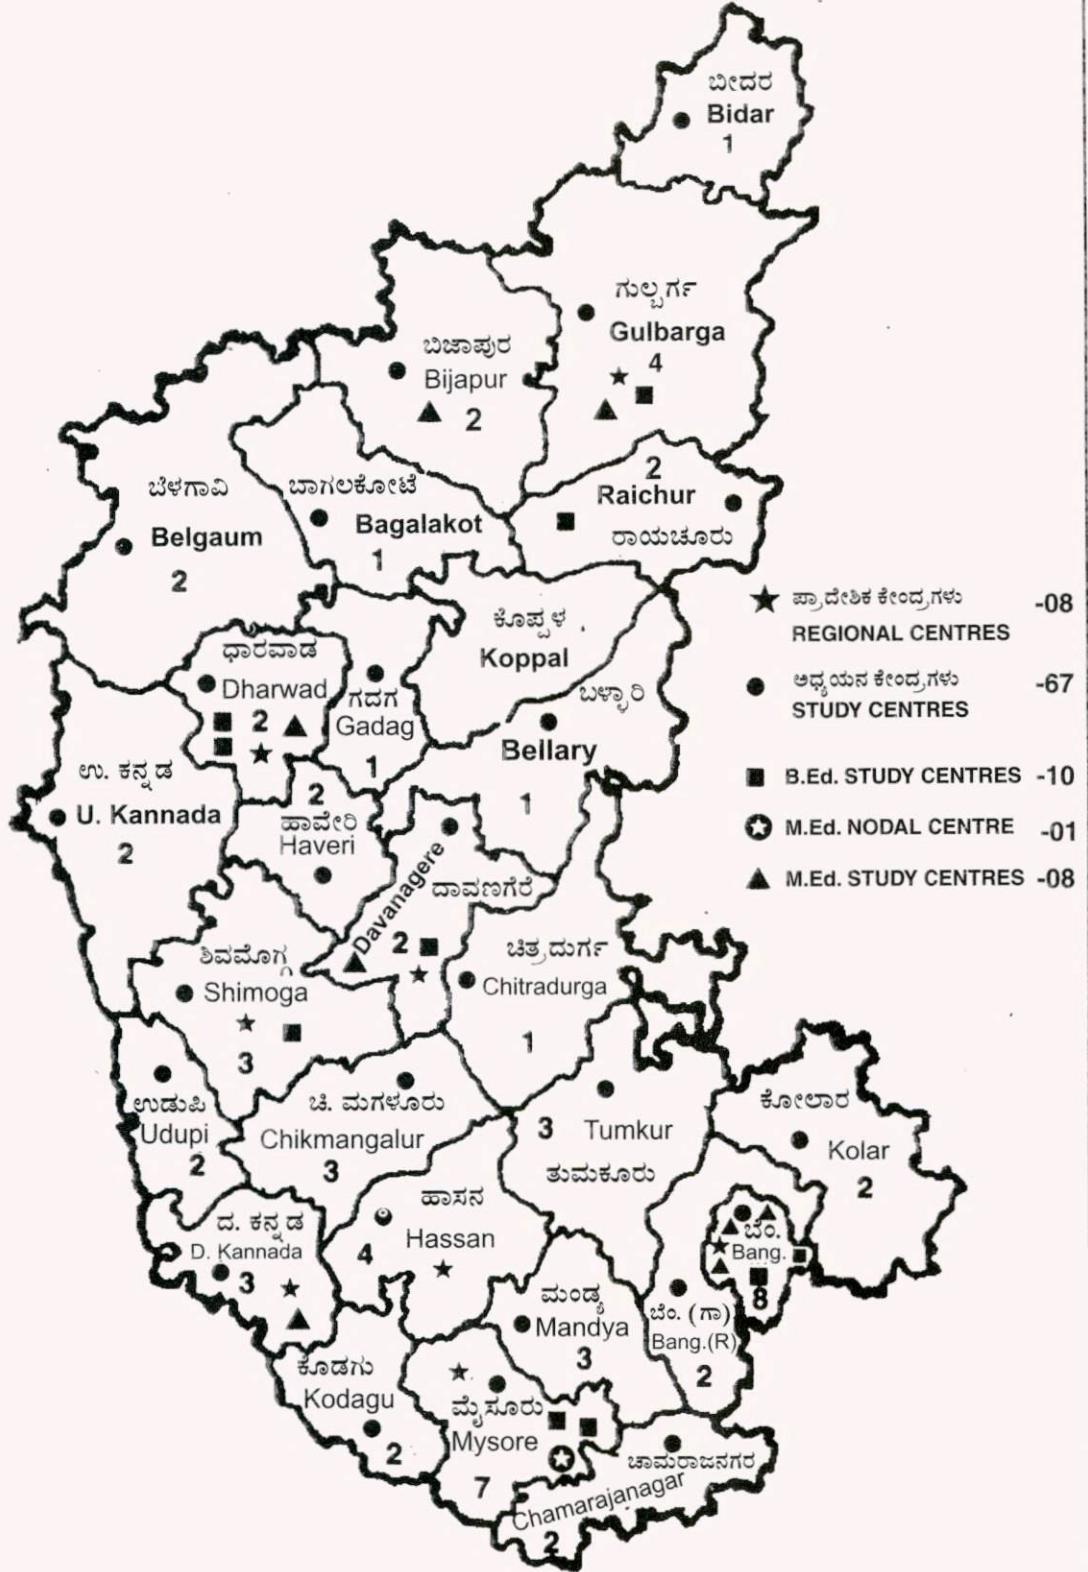 ಬೀದರ
Bidar
1
ಗುಲ್ಬರ್ಗ
Gulbarga
4
ಬಿಜಾಪುರ
Bijapur
2
ಬೆಳಗಾವಿ
Belgaum
2
ಬಾಗಲಕೋಟೆ
Bagalakot
1
2
Raichur
ರಾಯಚೂರು
ಧಾರವಾಡ
Dharwad
2
ಗದಗ
Gadag
1
ಕೊಪ್ಪಳ
Koppal
ಬಳ್ಳಾರಿ
Bellary
1
ಉ. ಕನ್ನಡ
U. Kannada
2
2
ಹಾವೇರಿ
Haveri
Davanagere
ದಾವಣಗೆರೆ
2
ಶಿವಮೊಗ್ಗ
Shimoga
3
ಚಿತ್ರದುರ್ಗ
Chitradurga
1
ಉಡುಪಿ
Udupi
2
ಚಿ. ಮಗಳೂರು
Chikmangalur
3
3 Tumkur
ತುಮಕೂರು
ಕೋಲಾರ
Kolar
2
ದ. ಕನ್ನಡ
D. Kannada
3
ಹಾಸನ
Hassan
4
ಬೆಂ.
Bang.
8
ಮಂಡ್ಯ
Mandya
3
ಬೆಂ. (ಗ್ರಾ)
Bang.(R)
2
ಕೊಡಗು
Kodagu
2
ಮೈಸೂರು
Mysore
7
ಚಾಮರಾಜನಗರ
Chamarajanagar
2
ಪ್ರಾದೇಶಿಕ ಕೇಂದ್ರಗಳು -08
REGIONAL CENTRES
ಅಧ್ಯಯನ ಕೇಂದ್ರಗಳು -67
STUDY CENTRES
B.Ed. STUDY CENTRES -10
M.Ed. NODAL CENTRE -01
M.Ed. STUDY CENTRES -08